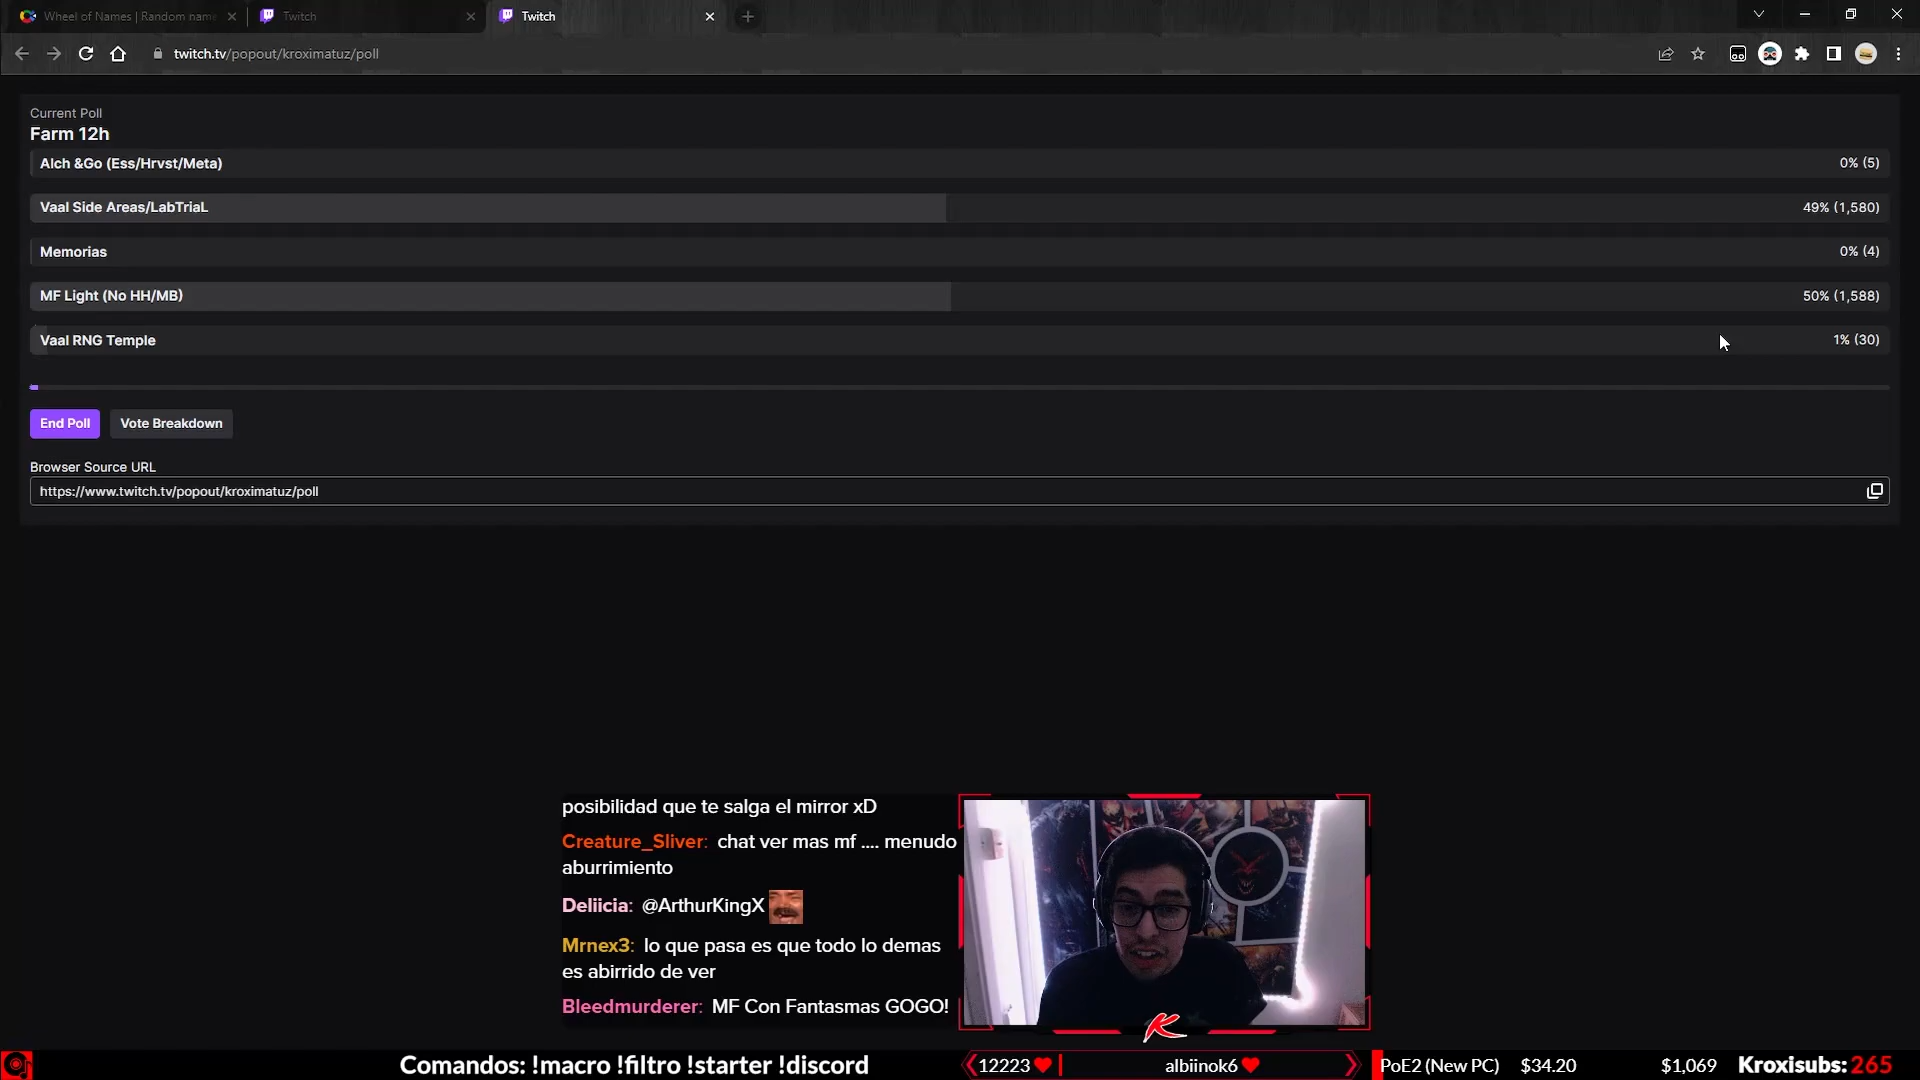 Wheel of Names | Random name
Twitch
Twitch
twitch.tv/popout/kroximatuz/poll
Current Poll
Farm 12h
Alch &Go (Ess/Hrvst/Meta) 0% (5)
Vaal Side Areas/LabTriaL 49% (1,580)
Memorias 0% (4)
MF Light (No HH/MB) 50% (1,588)
Vaal RNG Temple 1% (30)
End Poll Vote Breakdown
Browser Source URL
https://www.twitch.tv/popout/kroximatuz/poll
posibilidad que te salga el mirror xD
Creature_Sliver: chat ver mas mf .... menudo
aburrimiento
Deliicia: @ArthurKingX
Mrnex3: lo que pasa es que todo lo demas
es abirrido de ver
Bleedmurderer: MF Con Fantasmas GOGO!
Comandos: !macro !filtro !starter !discord 12223 albiinok6 PoE2 (New PC) $34.20 $1,069 Kroxisubs: 265